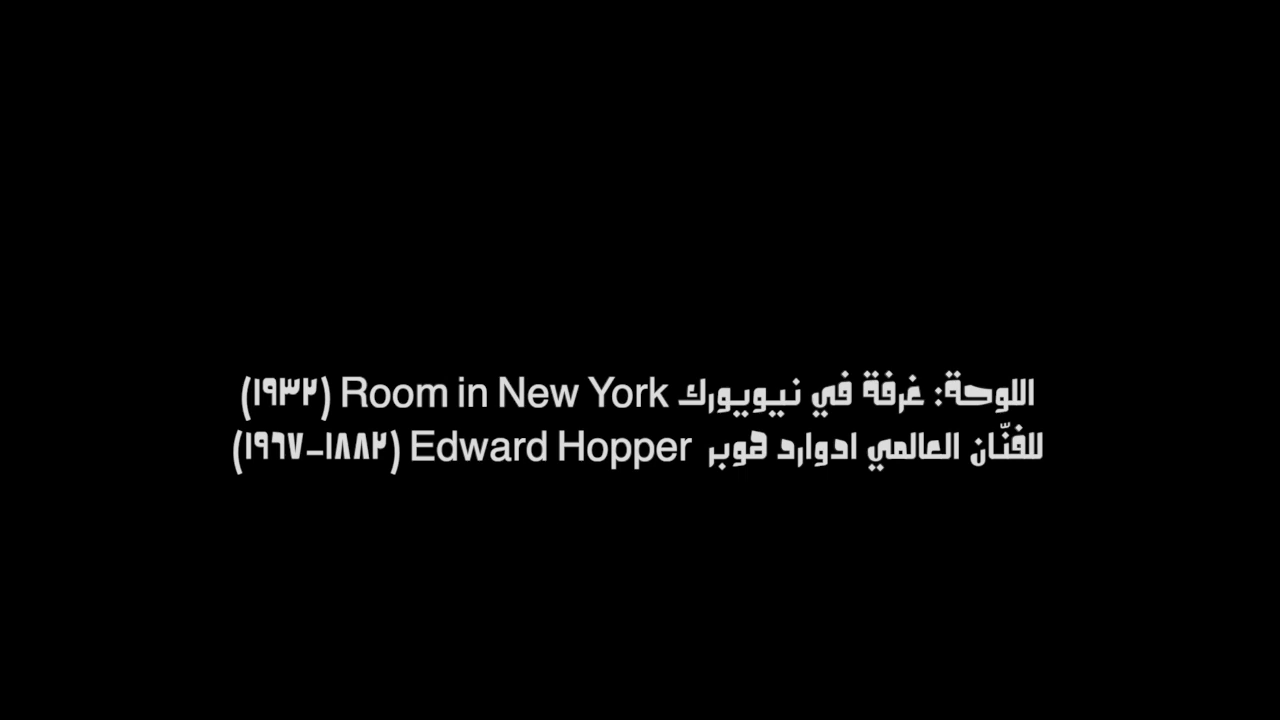 اللوحة: غرفة في نيويورك Room in New York (١٩٣٢)
للفنّان العالمي ادوارد هوبر Edward Hopper (١٨٨٢-١٩٦٧)